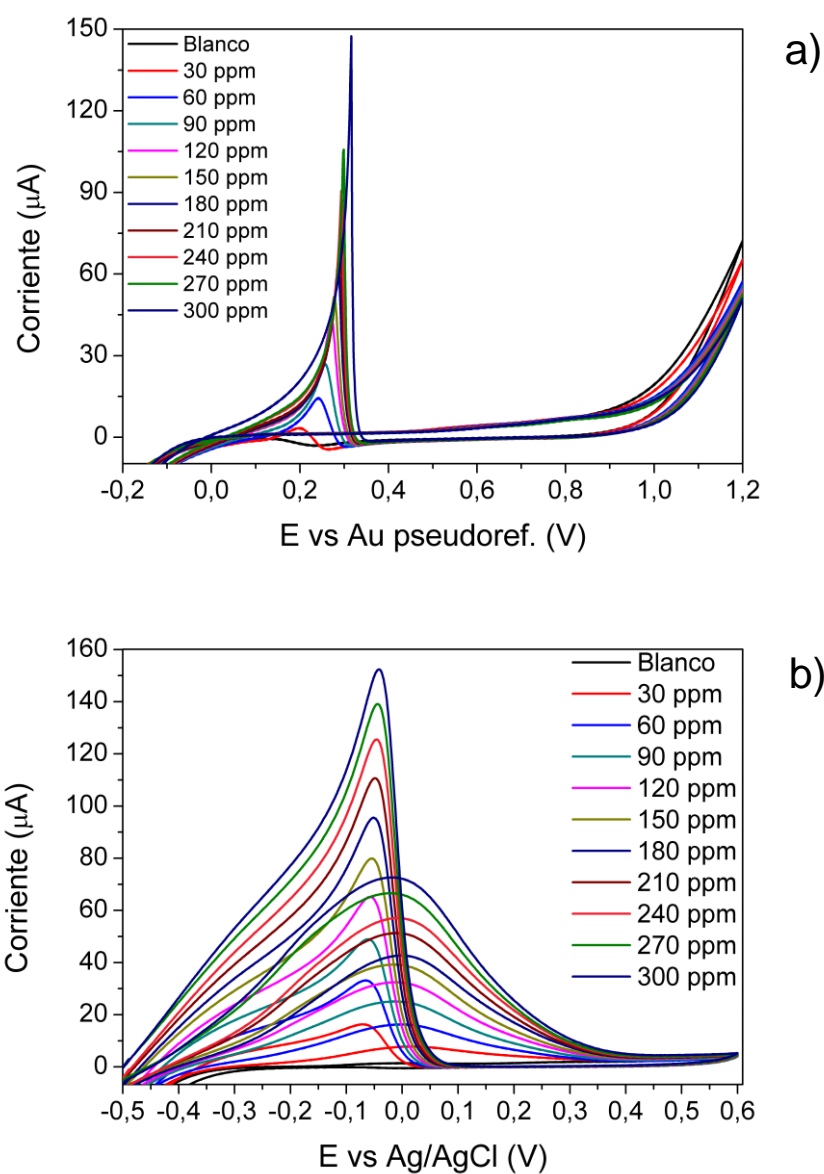 a)
Corriente (µA)
150
120
90
60
30
0
Blanco
30 ppm
60 ppm
90 ppm
120 ppm
150 ppm
180 ppm
210 ppm
240 ppm
270 ppm
300 ppm
-0,2 0,0 0,2 0,4 0,6 0,8 1,0 1,2
E vs Au pseudoref. (V)
b)
Corriente (µA)
160
140
120
100
80
60
40
20
0
Blanco
30 ppm
60 ppm
90 ppm
120 ppm
150 ppm
180 ppm
210 ppm
240 ppm
270 ppm
300 ppm
-0,5 -0,4 -0,3 -0,2 -0,1 0,0 0,1 0,2 0,3 0,4 0,5 0,6
E vs Ag/AgCl (V)